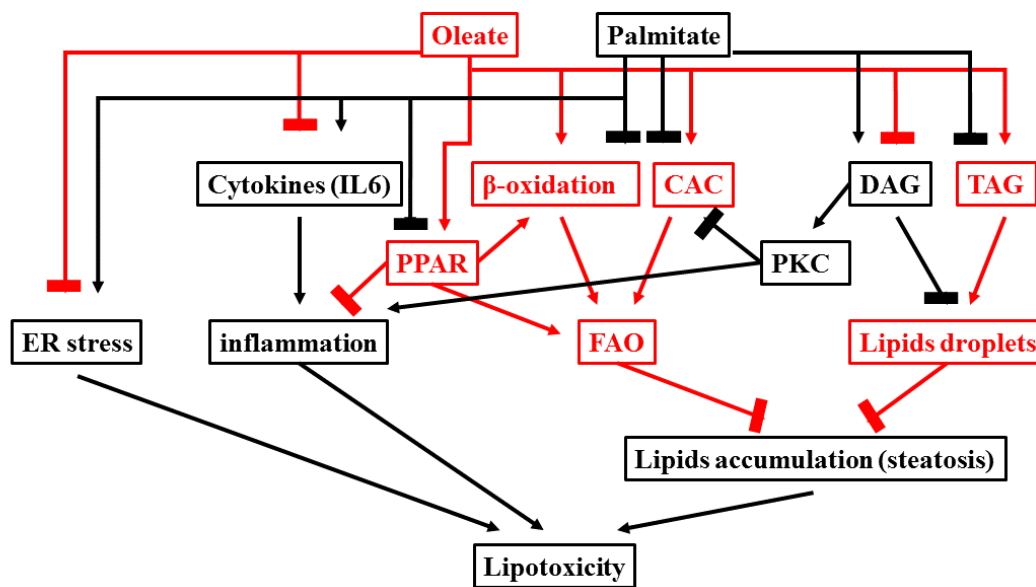 Oleate
Palmitate
Cytokines (IL6)
β-oxidation
CAC
DAG
TAG
PPAR
PKC
ER stress
inflammation
FAO
Lipids droplets
Lipids accumulation (steatosis)
Lipotoxicity